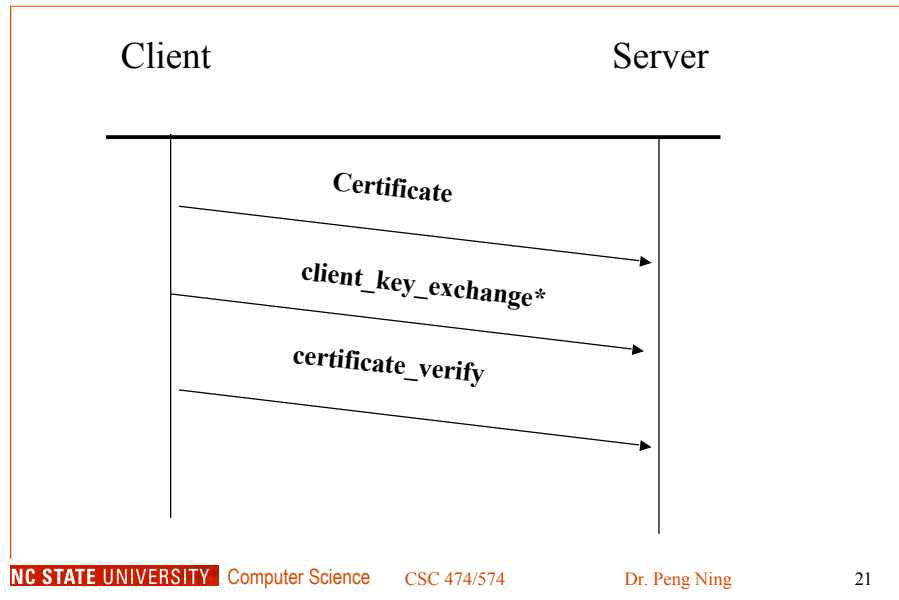 Client Server
Certificate
client_key_exchange*
certificate_verify
NC STATE UNIVERSITY Computer Science CSC 474/574 Dr. Peng Ning 21